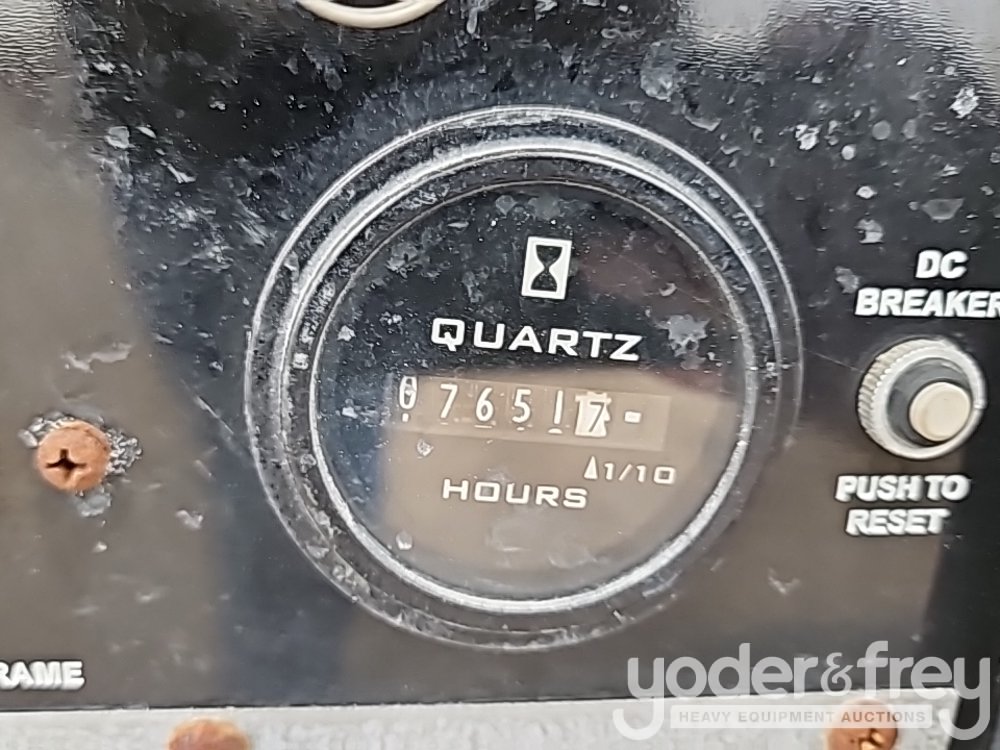 DC
BREAKER
QUARTZ
076517
1/10
HOURS
PUSH TO
RESET
RAME
yoder&frey
HEAVY EQUIPMENT AUCTIONS